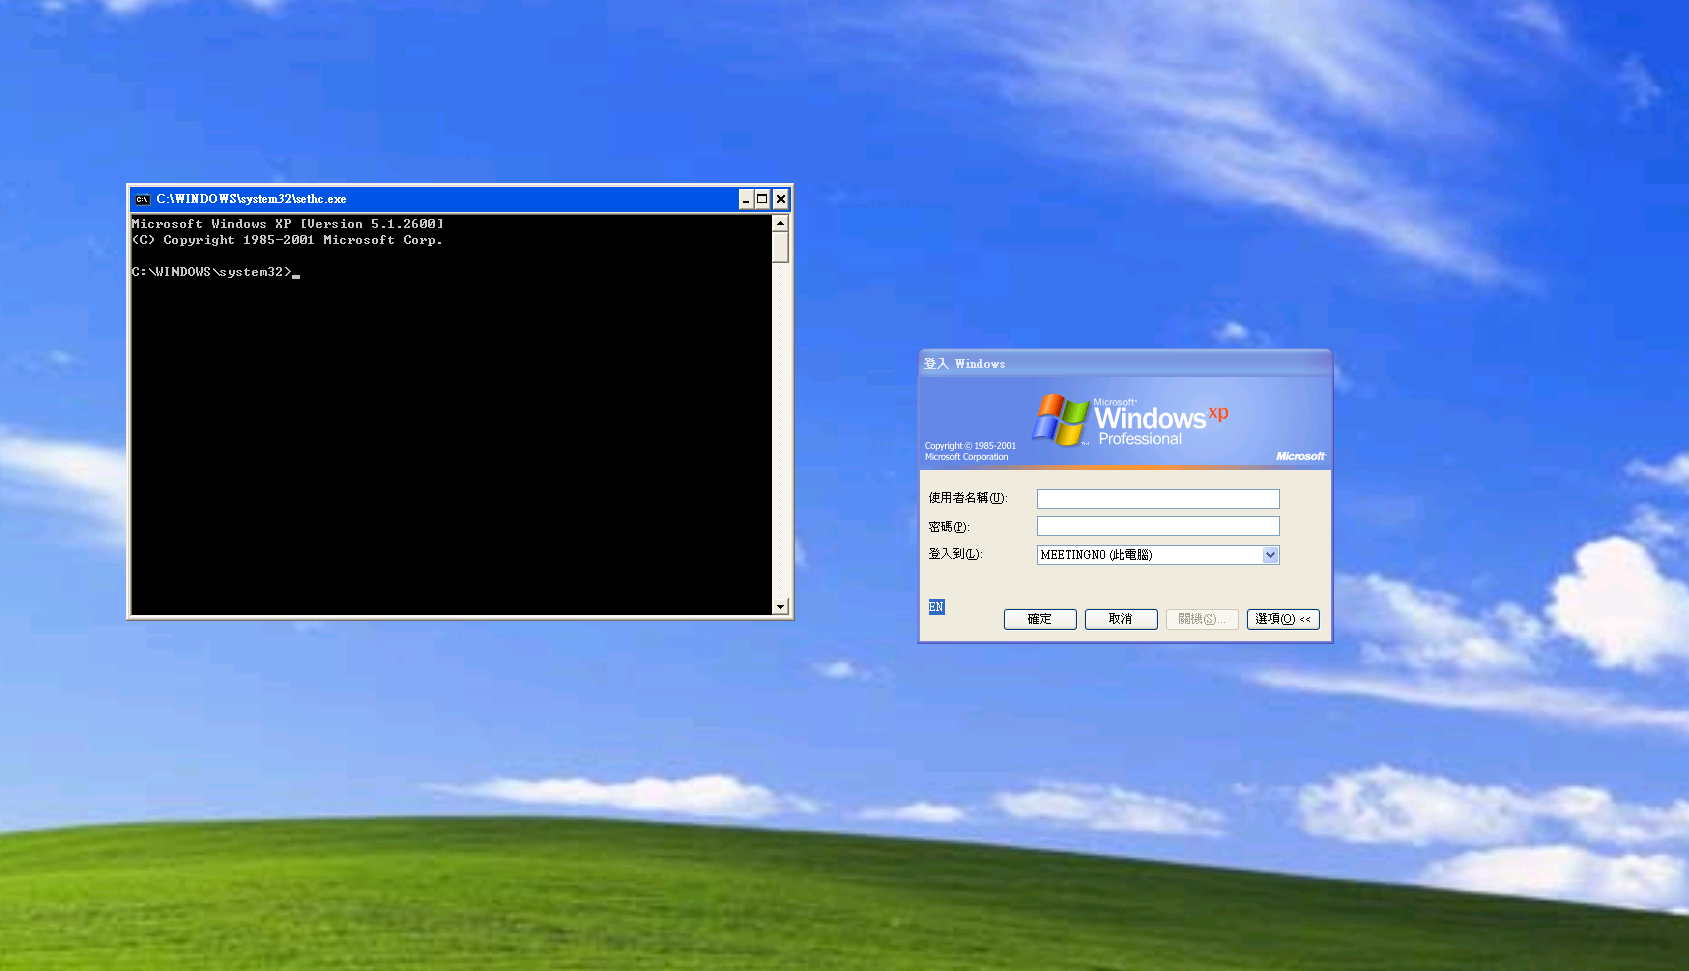 C:\WINDOWS\system32\sethc.exe
Microsoft Windows XP [Version 5.1.2600]
(C) Copyright 1985-2001 Microsoft Corp.
C:\WINDOWS\system32>_
登入 Windows
Microsoft®
Windows xp
Professional
Copyright © 1985-2001
Microsoft Corporation
Microsoft
使用者名稱(U):
密碼(P):
登入到(L):
MEETINGNO (此電腦)
EN
確定
取消
關機(S)...
選項(O) <<